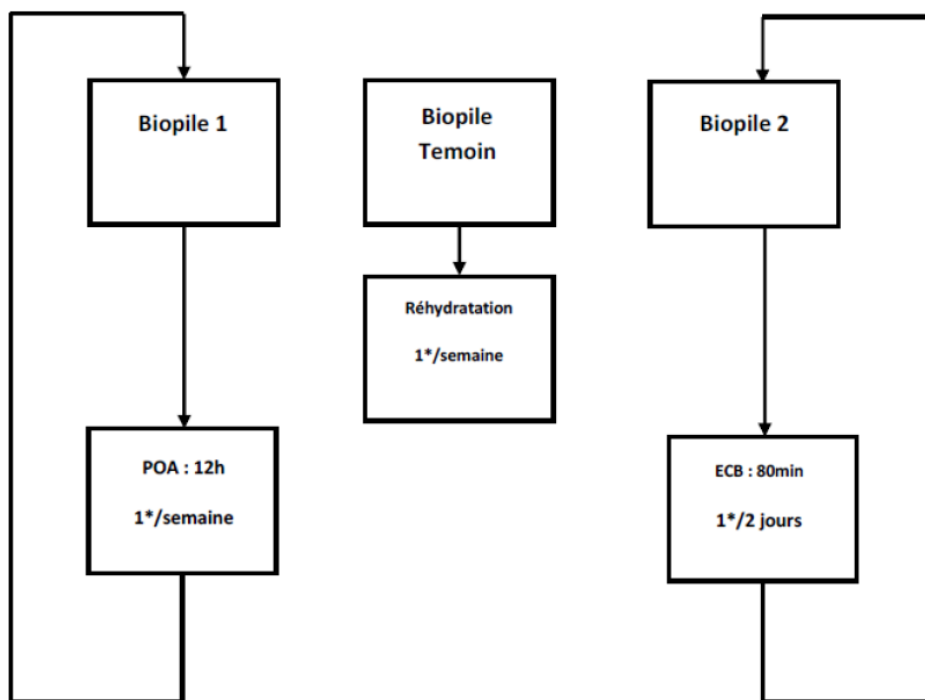 Biopile 1
Biopile
Temoin
Biopile 2
Réhydratation
1*/semaine
POA : 12h
1*/semaine
ECB : 80min
1*/2 jours